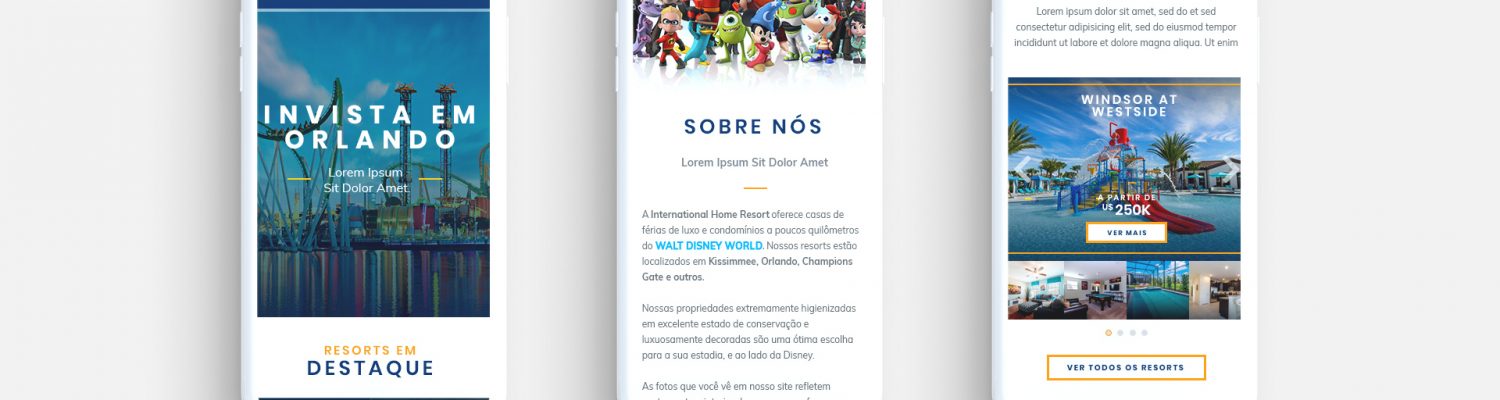 INVISTA EM
ORLANDO
Lorem Ipsum
Sit Dolor Amet.
RESORTS EM
DESTAQUE
SOBRE NÓS
Lorem Ipsum Sit Dolor Amet
A International Home Resort oferece casas de
férias de luxo e condomínios a poucos quilômetros
do WALT DISNEY WORLD. Nossos resorts estão
localizados em Kissimmee, Orlando, Champions
Gate e outros.
Nossas propriedades extremamente higienizadas
em excelente estado de conservação e
luxuosamente decoradas são uma ótima escolha
para a sua estadia, e ao lado da Disney.
As fotos que você vê em nosso site refletem
Lorem ipsum dolor sit amet, sed do et sed
consectetur adipisicing elit, sed do eiusmod tempor
incididunt ut labore et dolore magna aliqua. Ut enim
WINDSOR AT
WESTSIDE
A PARTIR DE
U$ 250K
VER MAIS
VER TODOS OS RESORTS